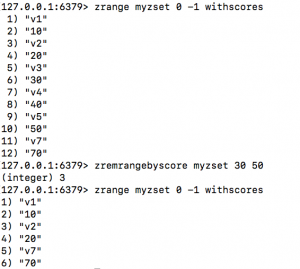 127.0.0.1:6379> zrange myzset 0 -1 withscores
 1) "v1"
 2) "10"
 3) "v2"
 4) "20"
 5) "v3"
 6) "30"
 7) "v4"
 8) "40"
 9) "v5"
10) "50"
11) "v7"
12) "70"
127.0.0.1:6379> zremrangebyscore myzset 30 50
(integer) 3
127.0.0.1:6379> zrange myzset 0 -1 withscores
1) "v1"
2) "10"
3) "v2"
4) "20"
5) "v7"
6) "70"